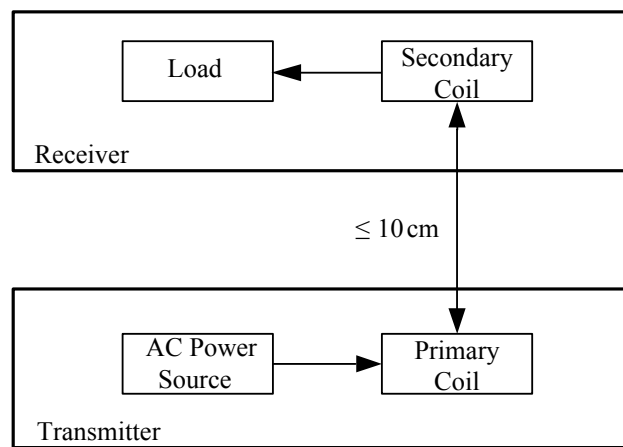 Load
Secondary
Coil
Receiver
≤ 10 cm
AC Power
Source
Primary
Coil
Transmitter